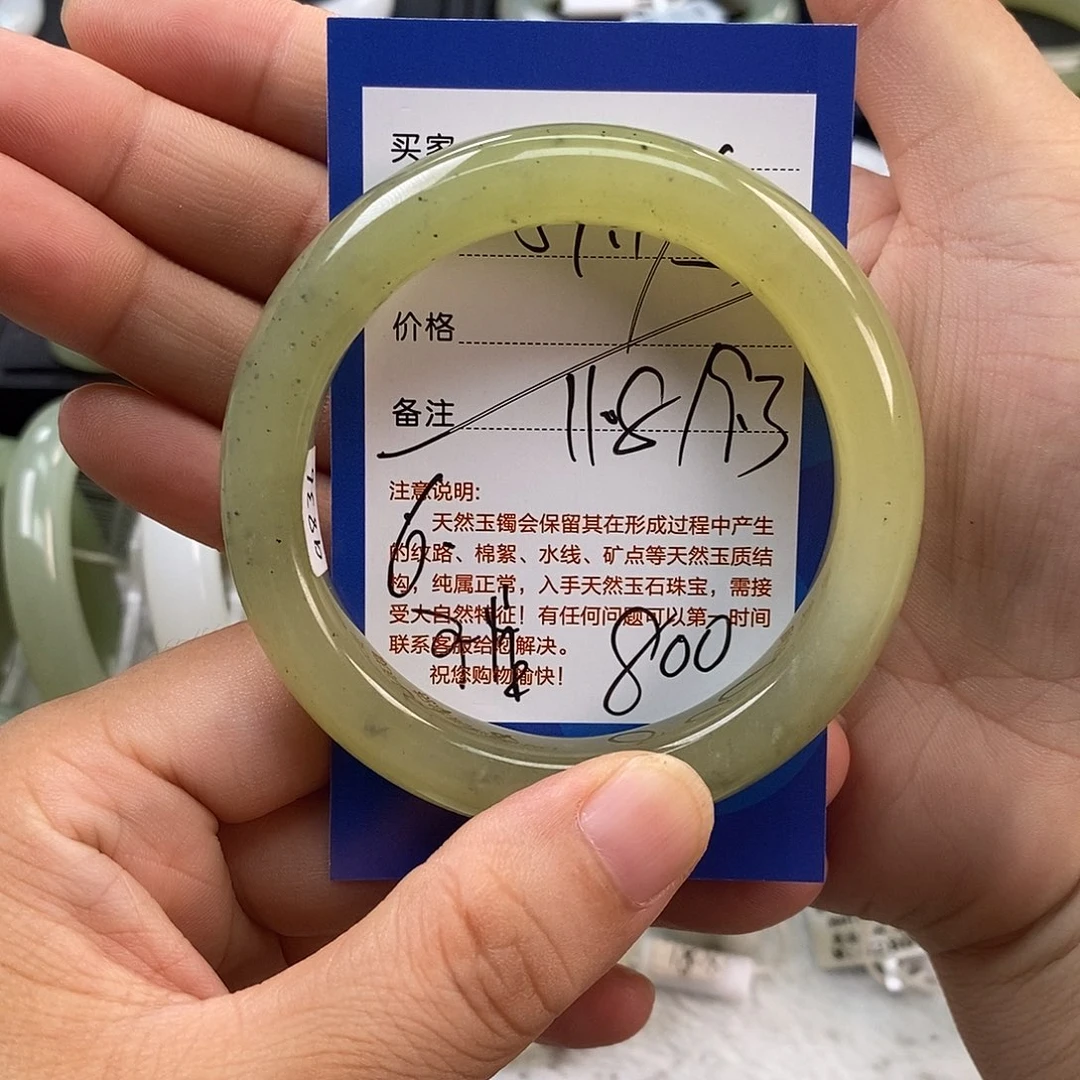 买家
价格
备注
11.8
注意说明:
天然玉镯会保留其在形成过程中产生
的纹路、棉絮、水线、矿点等天然玉质结
构，纯属正常，入手天然玉石珠宝，需接
受大自然特征！有任何问题可以第一时间
联系客服给您解决。
祝您购物愉快！
800